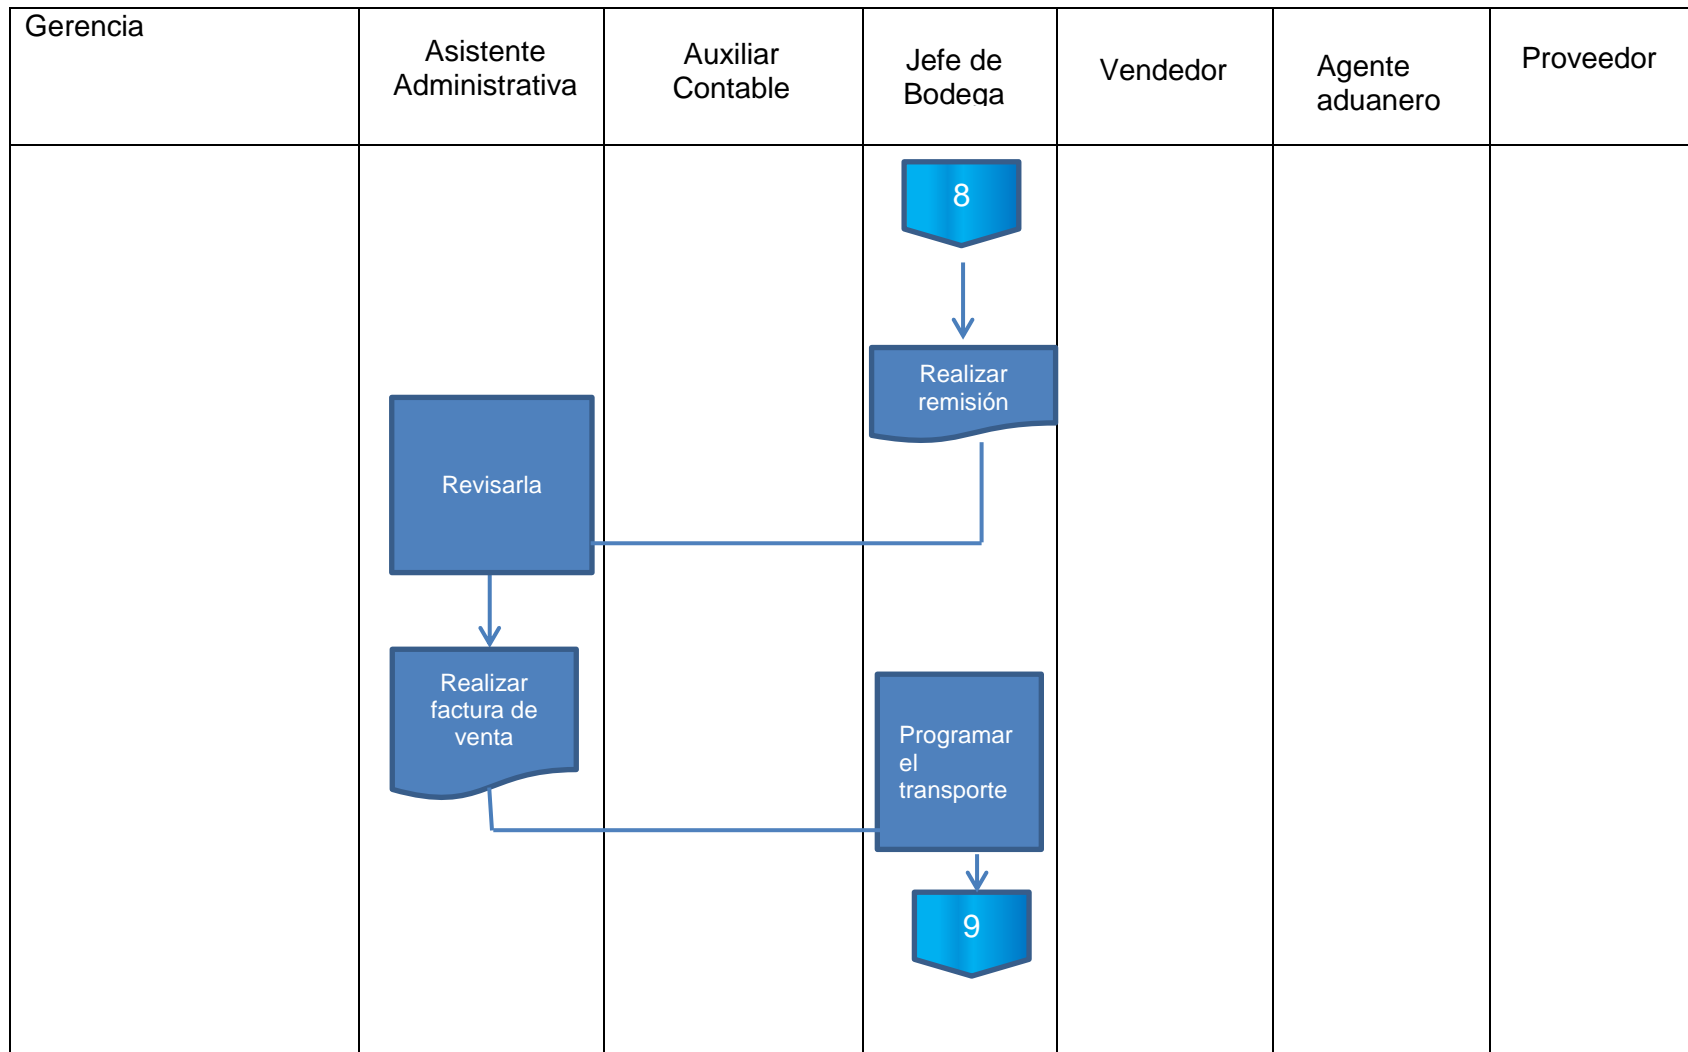 Gerencia
Asistente
Administrativa
Auxiliar
Contable
Jefe de
Bodega
Vendedor
Agente
aduanero
Proveedor
8
Realizar
remisión
Revisarla
Realizar
factura de
venta
Programar
el
transporte
9